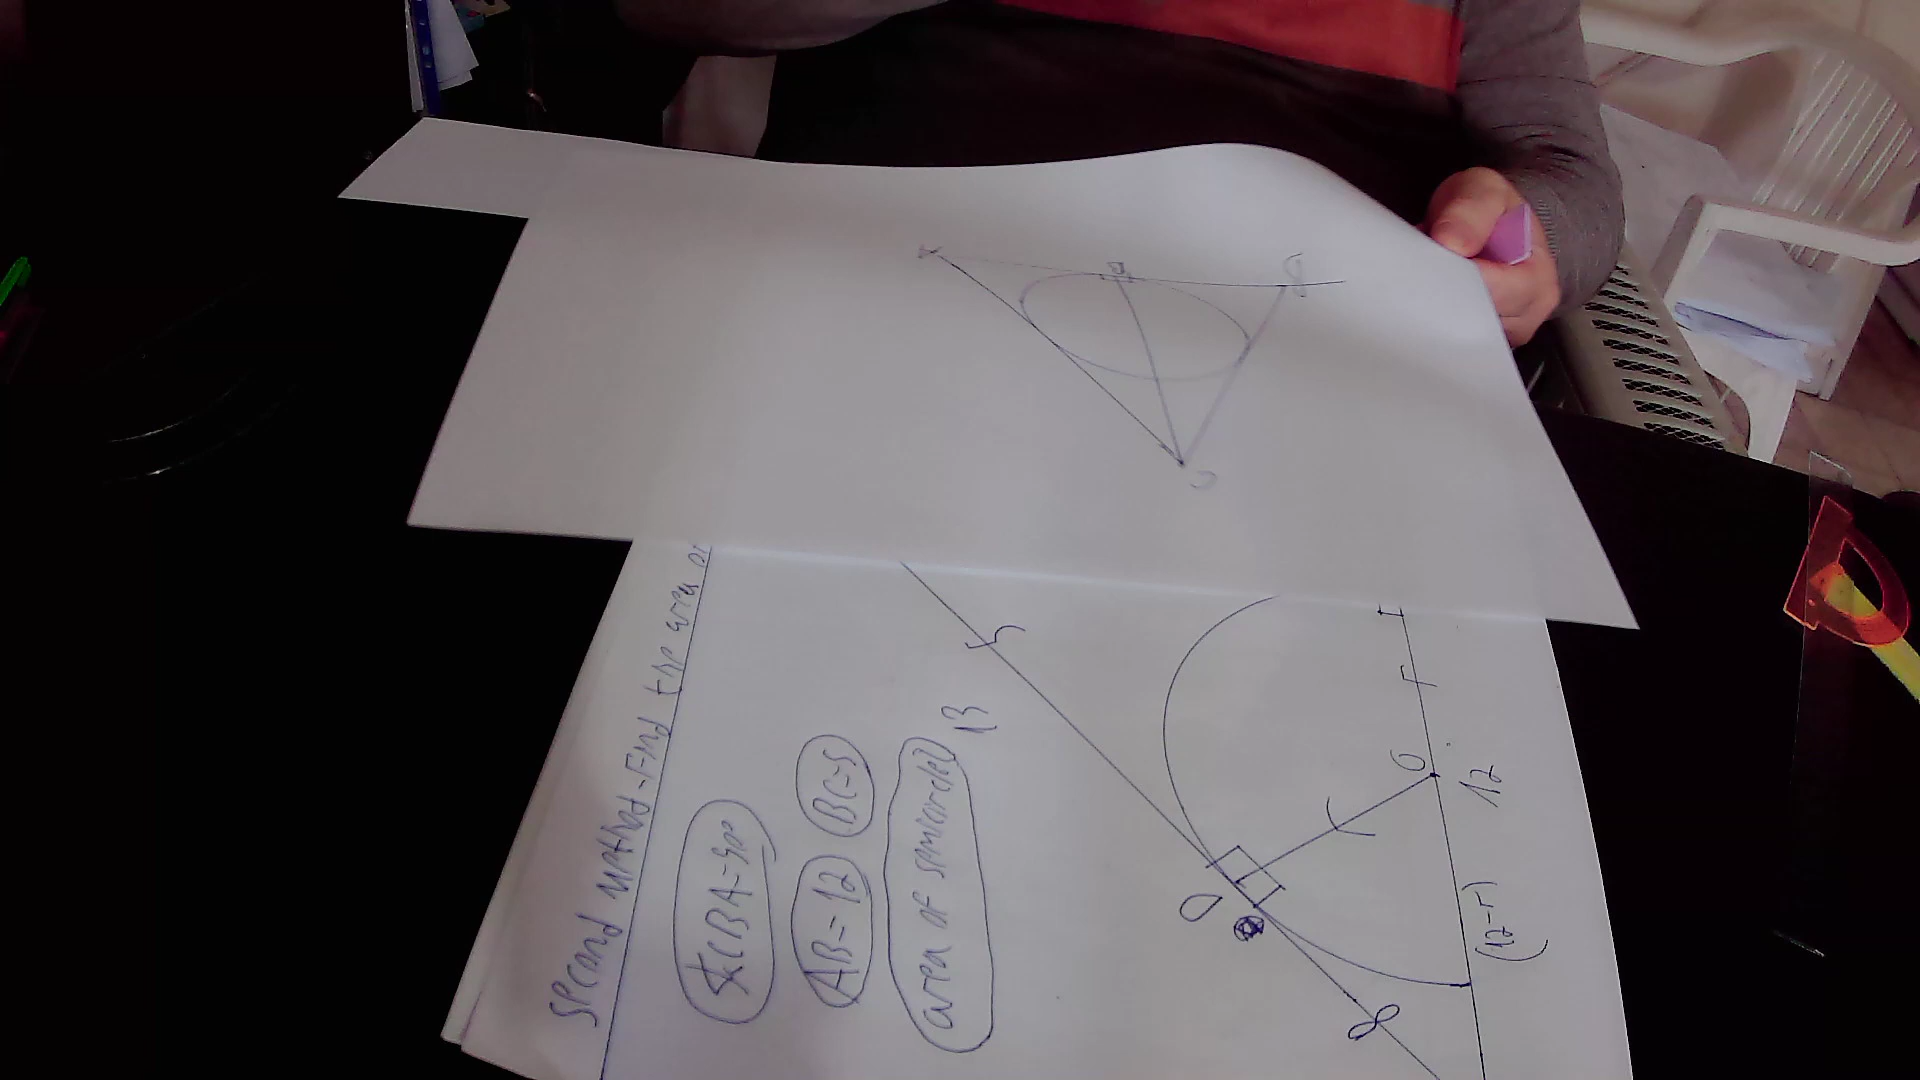 Second method-Find the area of
∢CBA=90
AB=12 BC=5
area of semicircle?
13
5
D
r
O
r
12
(12-r)
8